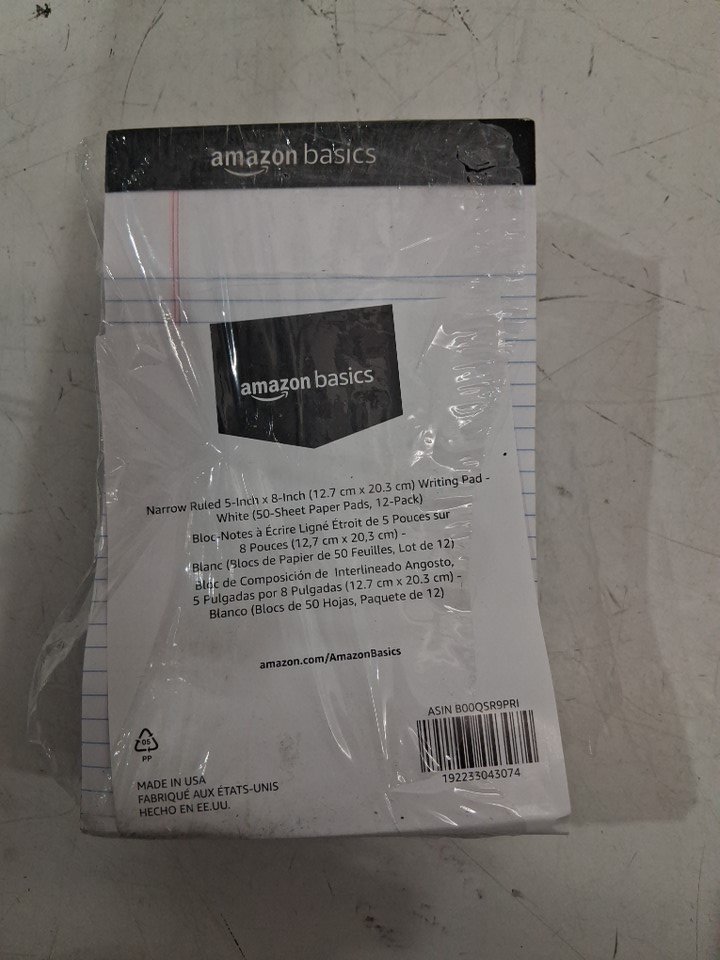 amazon basics
amazon basics
Narrow Ruled 5-Inch x 8-Inch (12.7 cm x 20.3 cm) Writing Pad -
White (50-Sheet Paper Pads, 12-Pack)
Bloc-Notes à Écrire Ligné Étroit de 5 Pouces sur
8 Pouces (12,7 cm x 20,3 cm) -
Blanc (Blocs de Papier de 50 Feuilles, Lot de 12)
Bloc de Composición de Interlineado Angosto,
5 Pulgadas por 8 Pulgadas (12.7 cm x 20.3 cm) -
Blanco (Blocs de 50 Hojas, Paquete de 12)
amazon.com/AmazonBasics
ASIN B00QSR9PRI
192233043074
05
PP
MADE IN USA
FABRIQUÉ AUX ÉTATS-UNIS
HECHO EN EE.UU.